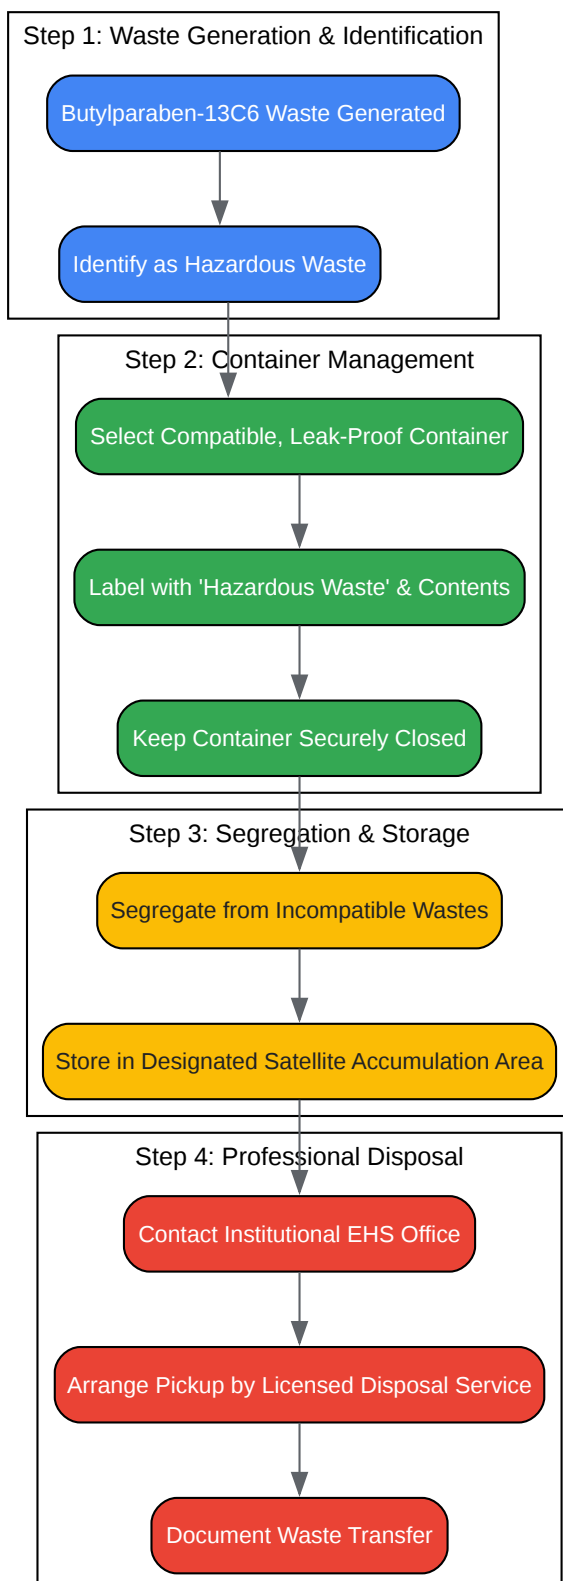 Step 1: Waste Generation & Identification
Butylparaben-13C6 Waste Generated
Identify as Hazardous Waste
Step 2: Container Management
Select Compatible, Leak-Proof Container
Label with 'Hazardous Waste' & Contents
Keep Container Securely Closed
Step 3: Segregation & Storage
Segregate from Incompatible Wastes
Store in Designated Satellite Accumulation Area
Step 4: Professional Disposal
Contact Institutional EHS Office
Arrange Pickup by Licensed Disposal Service
Document Waste Transfer